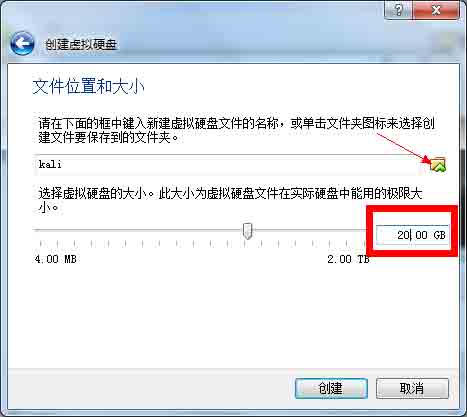 ?
创建虚拟硬盘
文件位置和大小
请在下面的框中键入新建虚拟硬盘文件的名称，或单击文件夹图标来选择创
建文件要保存到的文件夹。
kali
选择虚拟硬盘的大小。此大小为虚拟硬盘文件在实际硬盘中能用的极限大
小。
20.00 GB
4.00 MB 2.00 TB
创建 取消